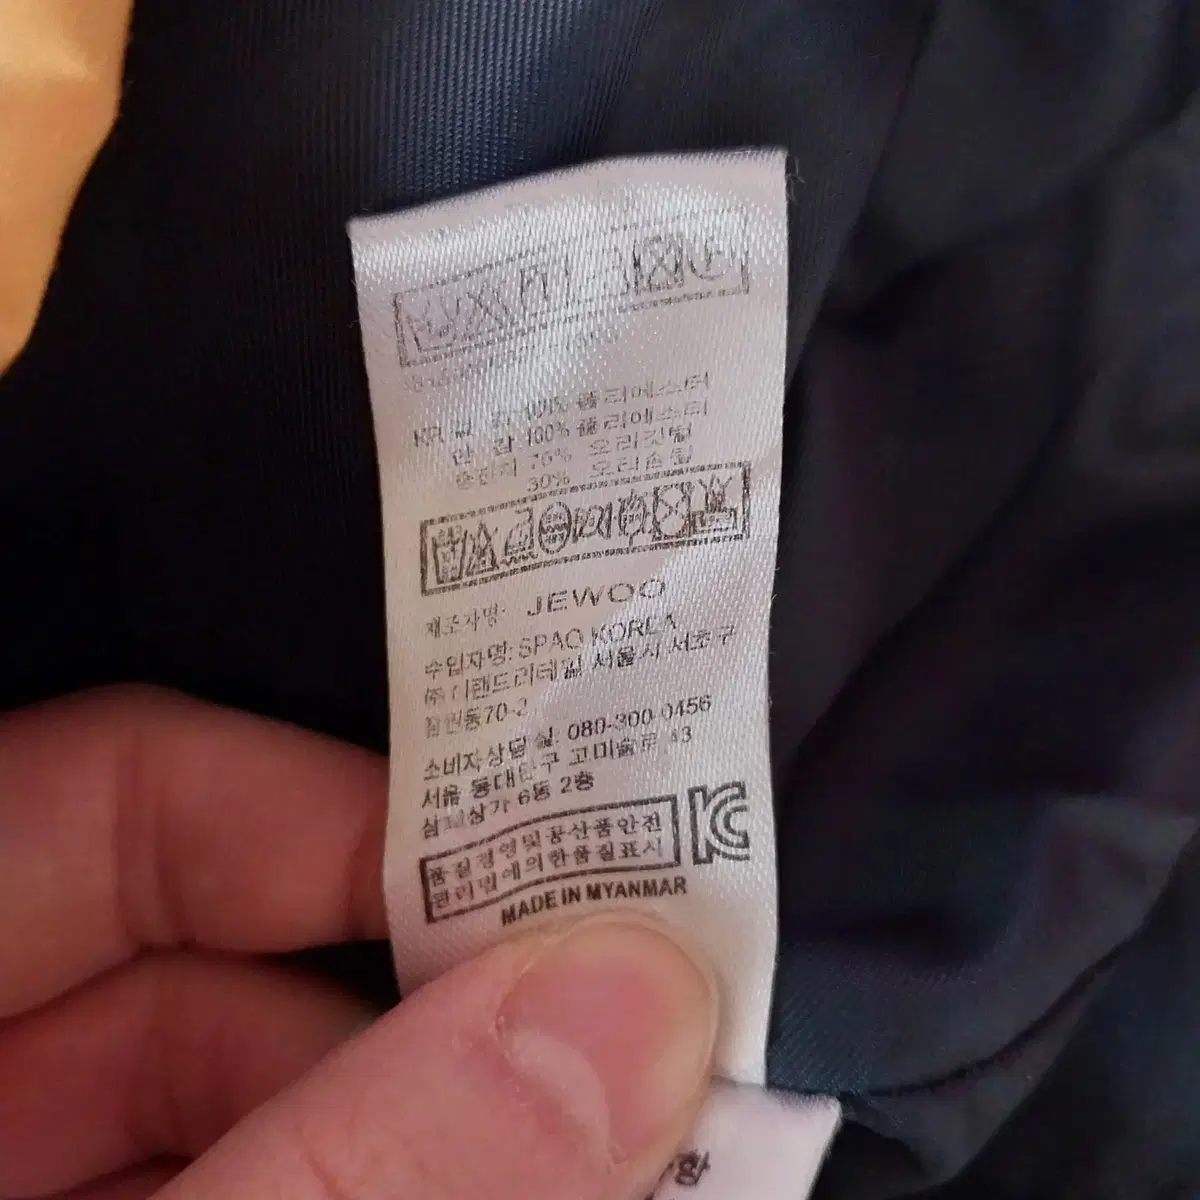 KR 겉 감 100% 폴리에스터
안 감 100% 폴리에스터
충전재 70% 오리깃털
30% 오리솜털
제조자명: JEWOO
수입자명: SPAO KOREA
㈜이랜드리테일 서울시 서초구
잠원동70-2
소비자상담실. 080-300-0456
서울 동대문구 고미술로 43
삼희상가 6동 2층
품질경영및공산품안전
관리법에의한품질표시
KC
MADE IN MYANMAR
황